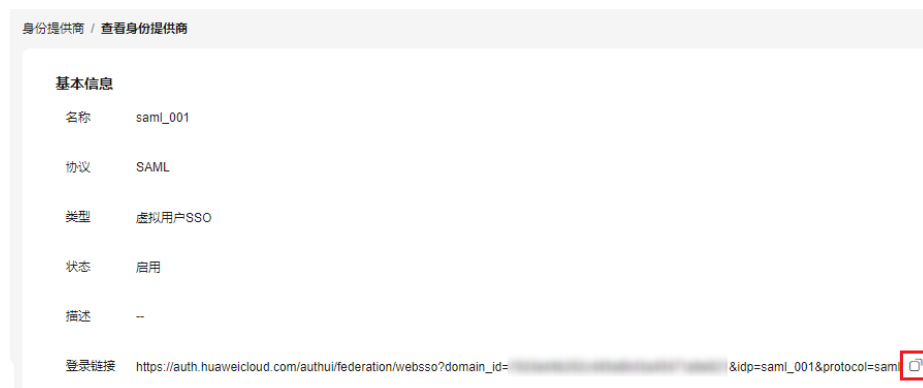 身份提供商 / 查看身份提供商
基本信息
名称 saml_001
协议 SAML
类型 虚拟用户SSO
状态 启用
描述 --
登录链接 https://auth.huaweicloud.com/authui/federation/websso?domain_id= &idp=saml_001&protocol=saml